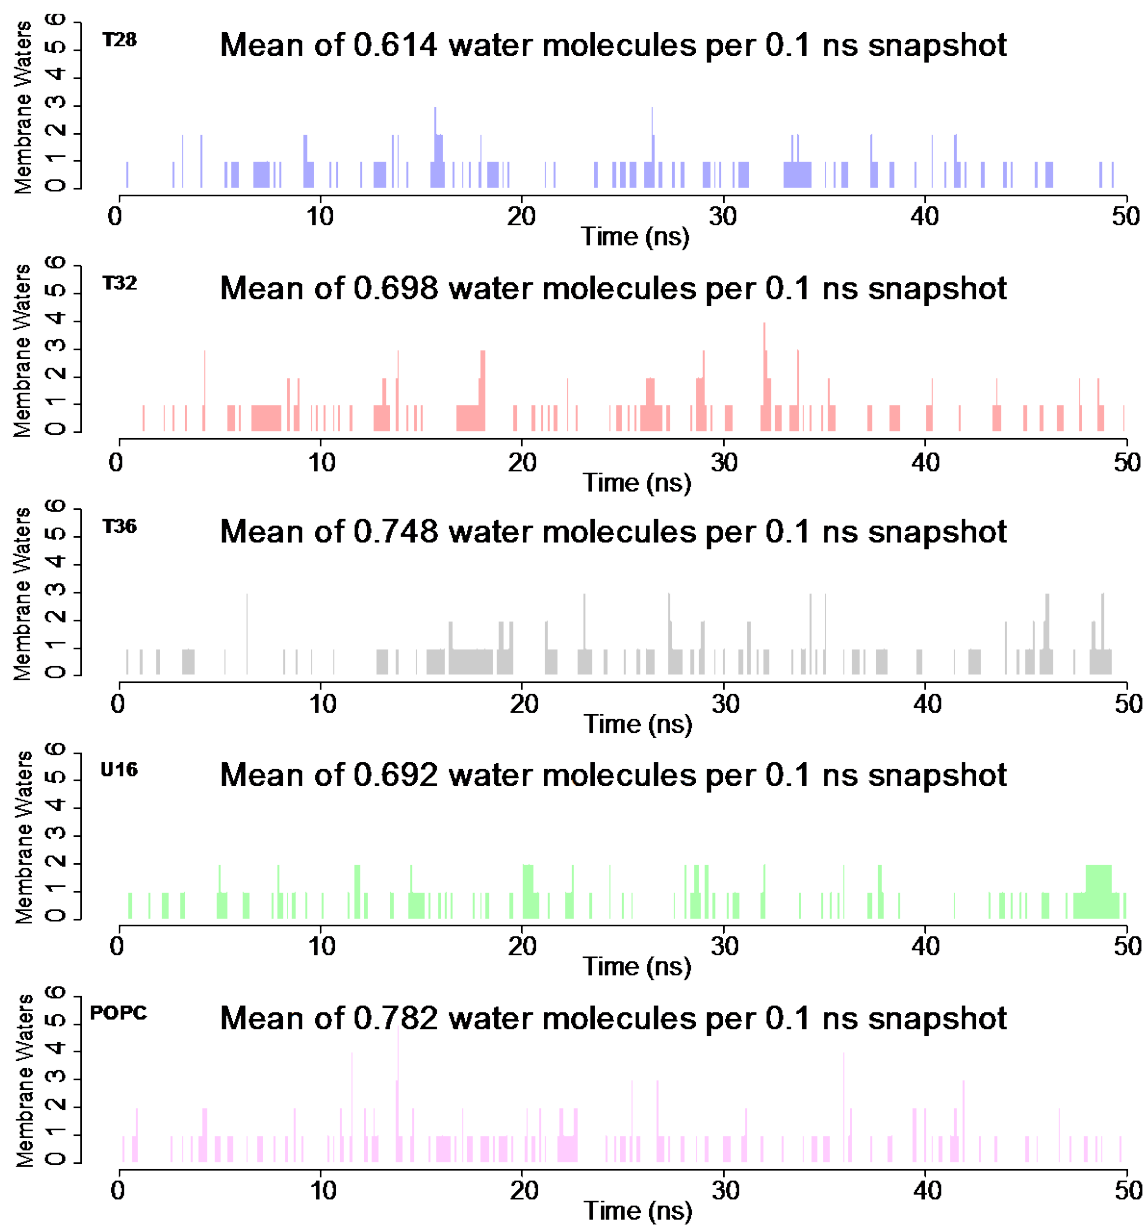 T28 Mean of 0.614 water molecules per 0.1 ns snapshot
Membrane Waters
0 1 2 3 4 5 6
0 10 20 30 40 50
Time (ns)
T32 Mean of 0.698 water molecules per 0.1 ns snapshot
Membrane Waters
0 1 2 3 4 5 6
0 10 20 30 40 50
Time (ns)
T36 Mean of 0.748 water molecules per 0.1 ns snapshot
Membrane Waters
0 1 2 3 4 5 6
0 10 20 30 40 50
Time (ns)
U16 Mean of 0.692 water molecules per 0.1 ns snapshot
Membrane Waters
0 1 2 3 4 5 6
0 10 20 30 40 50
Time (ns)
POPC Mean of 0.782 water molecules per 0.1 ns snapshot
Membrane Waters
0 1 2 3 4 5 6
0 10 20 30 40 50
Time (ns)